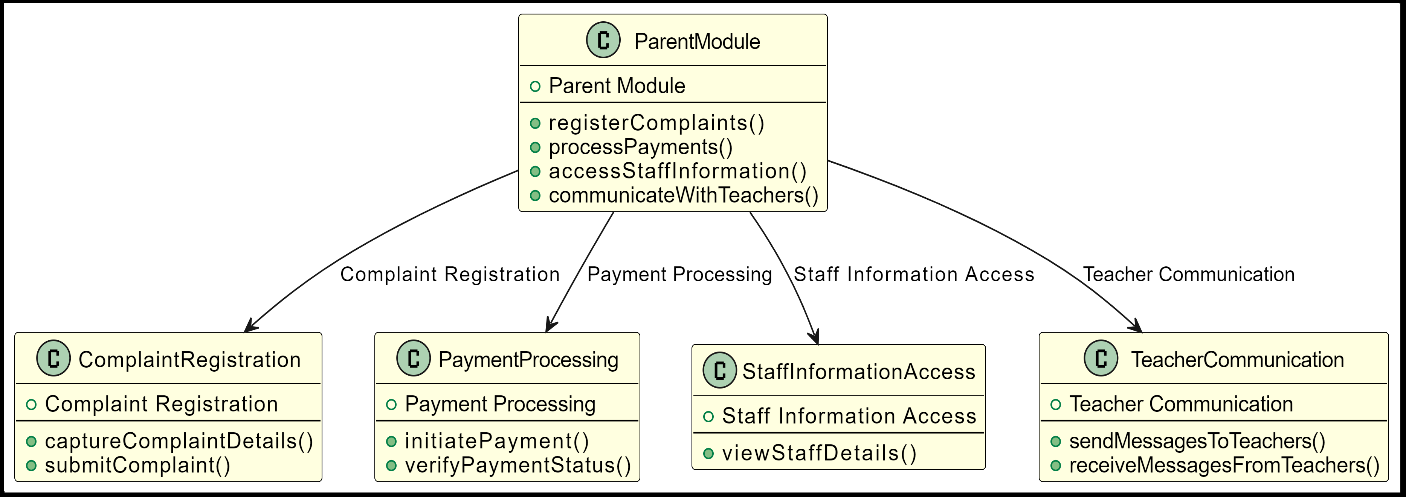 C ParentModule
Parent Module
registerComplaints()
processPayments()
accessStaffInformation()
communicateWithTeachers()
Complaint Registration
Payment Processing
Staff Information Access
Teacher Communication
C ComplaintRegistration
Complaint Registration
captureComplaintDetails()
submitComplaint()
C PaymentProcessing
Payment Processing
initiatePayment()
verifyPaymentStatus()
C StaffInformationAccess
Staff Information Access
viewStaffDetails()
C TeacherCommunication
Teacher Communication
sendMessagesToTeachers()
receiveMessagesFromTeachers()